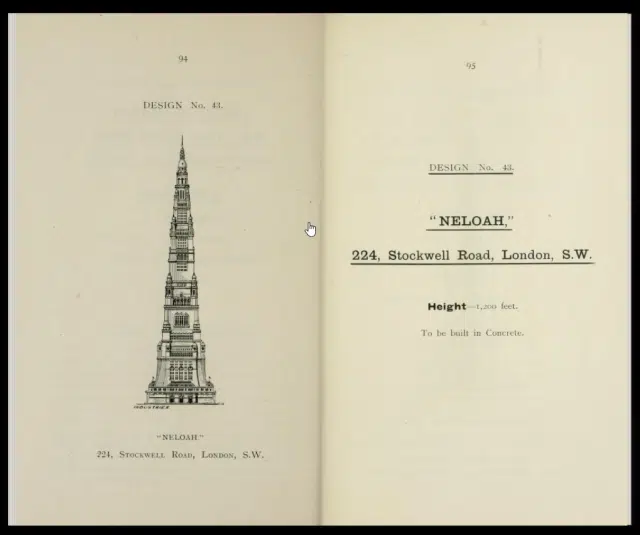 94
DESIGN No. 43.
INDUSTRIES
"NELOAH."
224, STOCKWELL ROAD, LONDON, S.W.
95
DESIGN No. 43.
"NELOAH,"
224, Stockwell Road, London, S.W.
Height—1,200 feet.
To be built in Concrete.